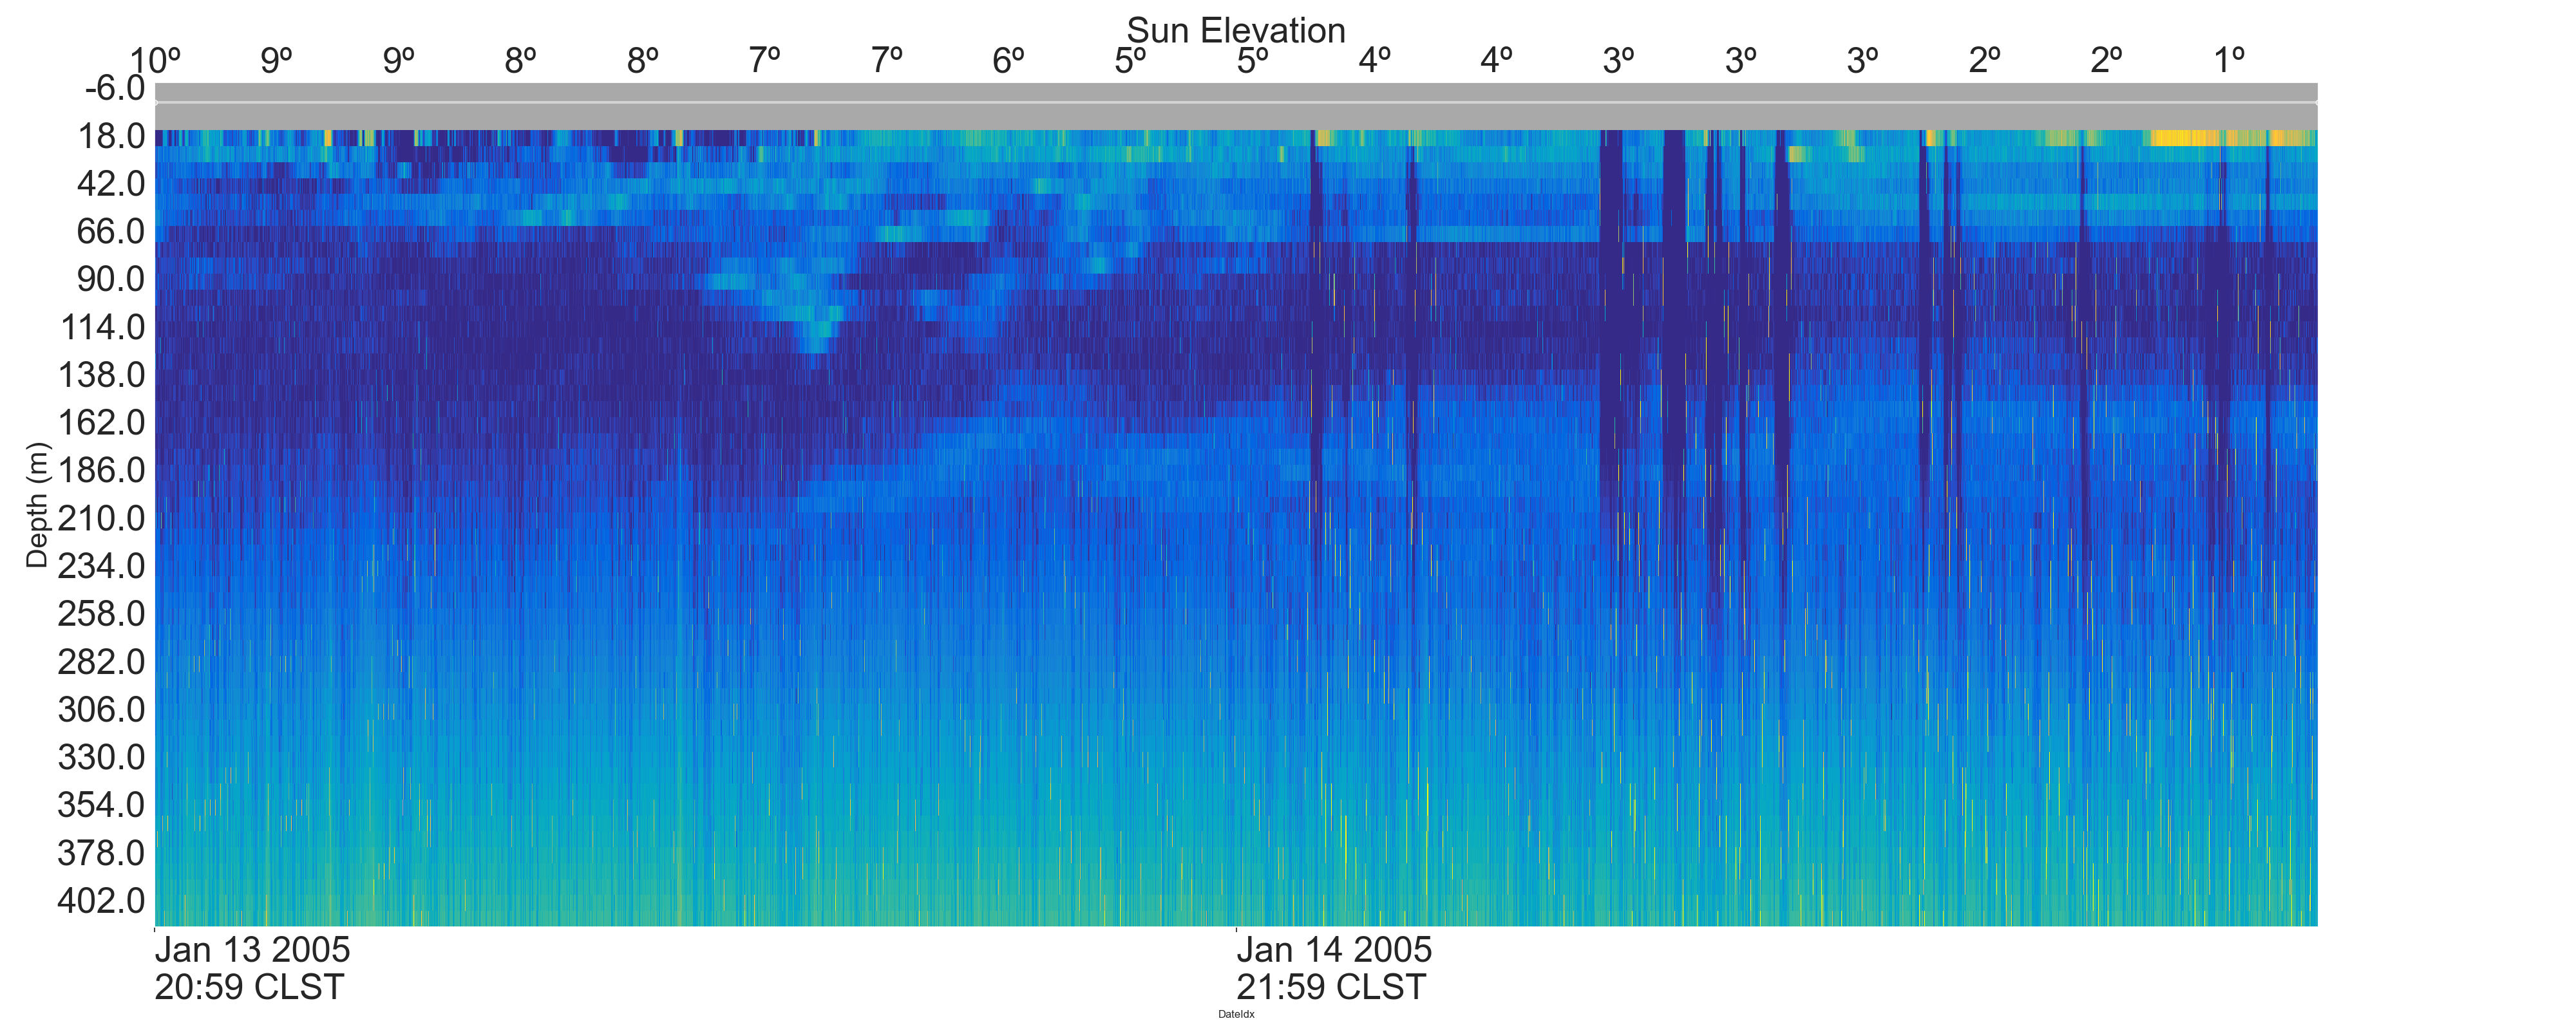 Sun Elevation
10º 9º 9º 8º 8º 7º 7º 6º 5º 5º 4º 4º 3º 3º 3º 2º 2º 1º
-6.0
18.0
42.0
66.0
90.0
114.0
138.0
162.0
186.0
210.0
234.0
258.0
282.0
306.0
330.0
354.0
378.0
402.0
Depth (m)
Jan 13 2005
20:59 CLST
Jan 14 2005
21:59 CLST
DateIdx